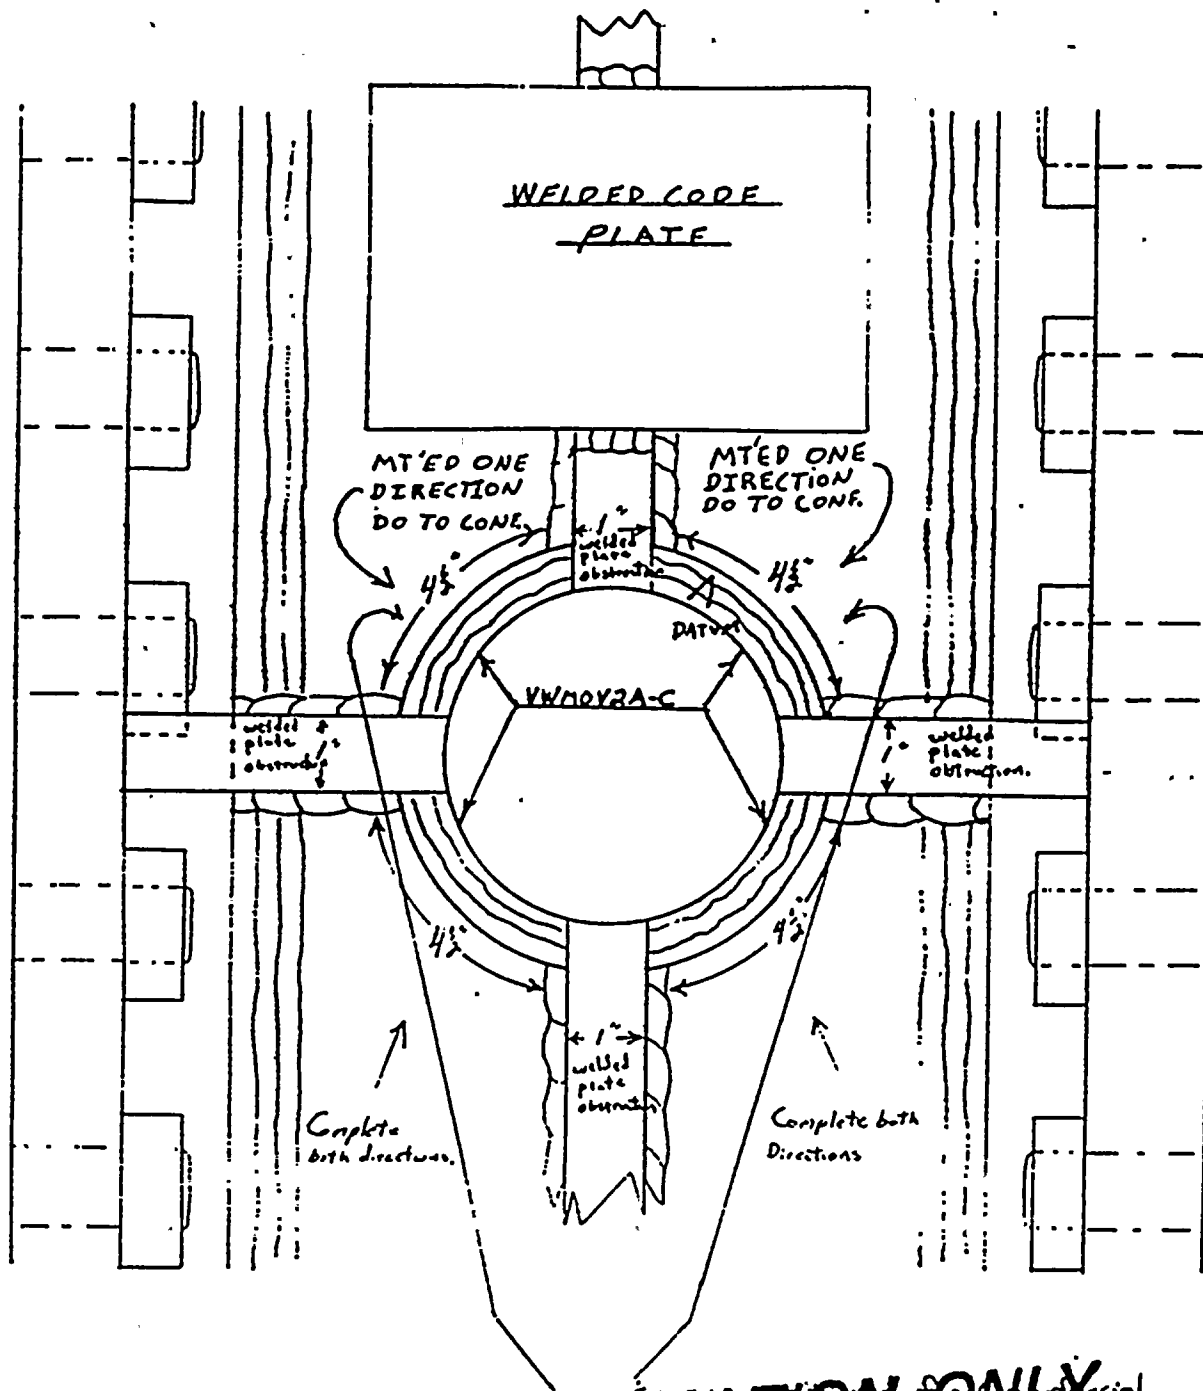 WELDED CODE
PLATE
MT'ED ONE
DIRECTION
DO TO CONF.
MT'ED ONE
DIRECTION
DO TO CONF.
1"
welded
plate
obstruction
4½"
4½"
DATUM
VWMOV2A-C
welded
plate
obstruction
1"
1"
welded
plate
obstruction.
4½"
4½"
1"
welded
plate
obstruction
Complete
both directions.
Complete both
Directions
ONLY